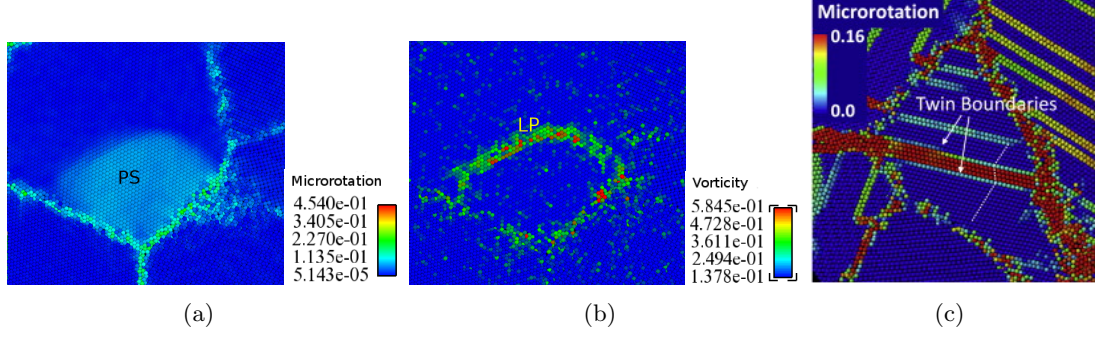 PS
Microrotation
4.540e-01
3.405e-01
2.270e-01
1.135e-01
5.143e-05
(a)
LP
Vorticity
5.845e-01
4.728e-01
3.611e-01
2.494e-01
1.378e-01
(b)
Microrotation
0.16
0.0
Twin Boundaries
(c)